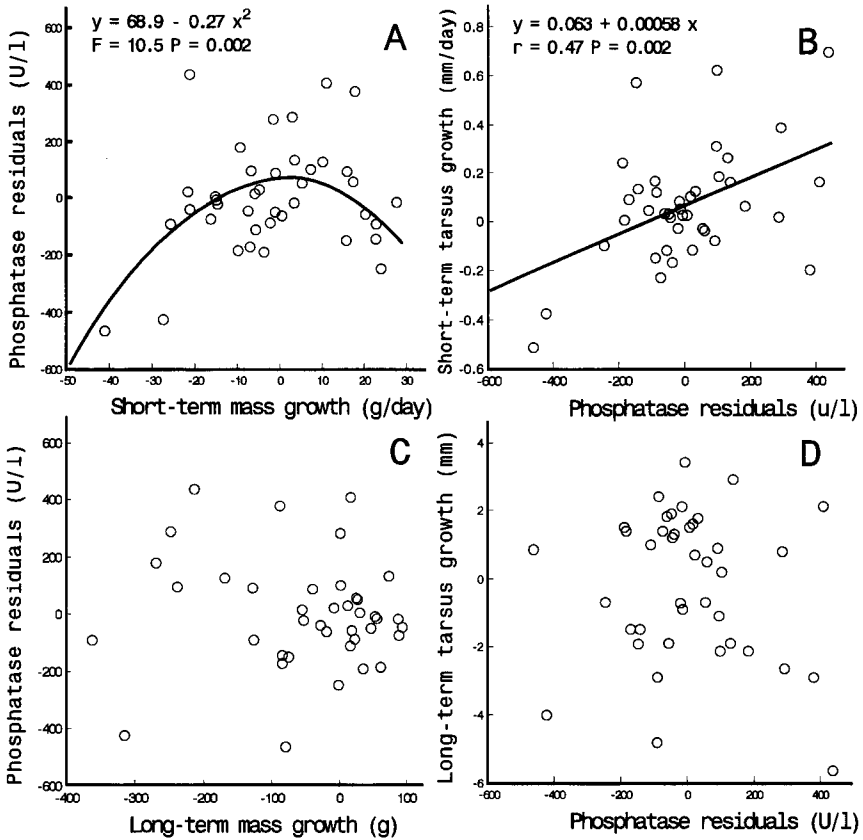 y = 68.9 - 0.27 x²
F = 10.5 P = 0.002
A
Phosphatase residuals (U/l)
600
400
200
0
-200
-400
-600
-50 -40 -30 -20 -10 -0 10 20 30
Short-term mass growth (g/day)
y = 0.063 + 0.00058 x
r = 0.47 P = 0.002
B
Short-term tarsus growth (mm/day)
0.8
0.6
0.4
0.2
0
-0.2
-0.4
-0.6
-600 -400 -200 0 200 400
Phosphatase residuals (u/l)
C
Phosphatase residuals (U/l)
600
400
200
0
-200
-400
-600
-400 -300 -200 -100 0 100
Long-term mass growth (g)
D
Long-term tarsus growth (mm)
4
2
0
-2
-4
-6
-600 -400 -200 0 200 400
Phosphatase residuals (U/l)